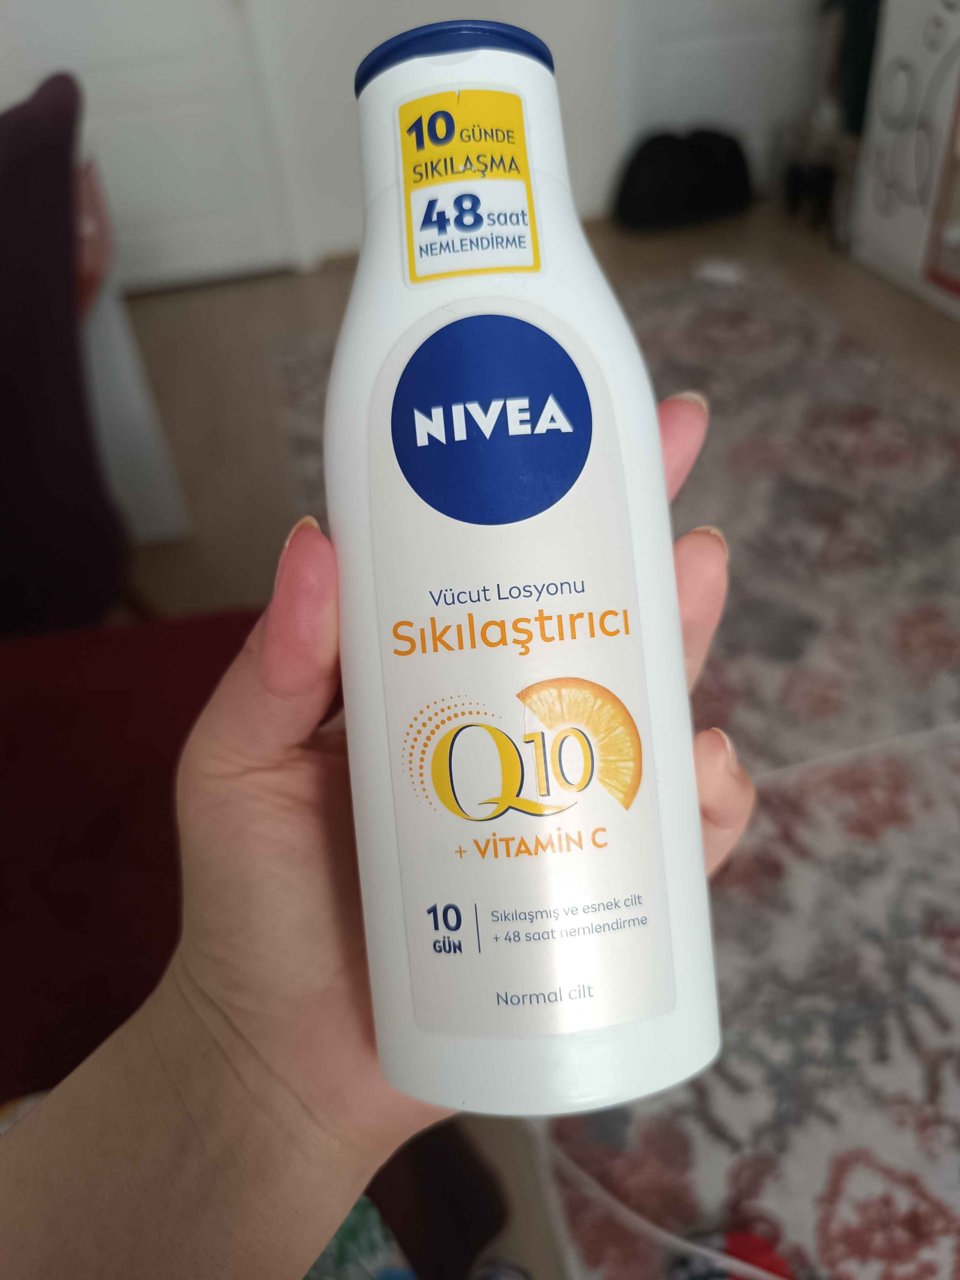 10 GÜNDE
SIKILAŞMA
48 saat
NEMLENDİRME
NIVEA
Vücut Losyonu
Sıkılaştırıcı
Q10
+ VİTAMİN C
10 GÜN
Sıkılaşmış ve esnek cilt
+ 48 saat nemlendirme
Normal cilt